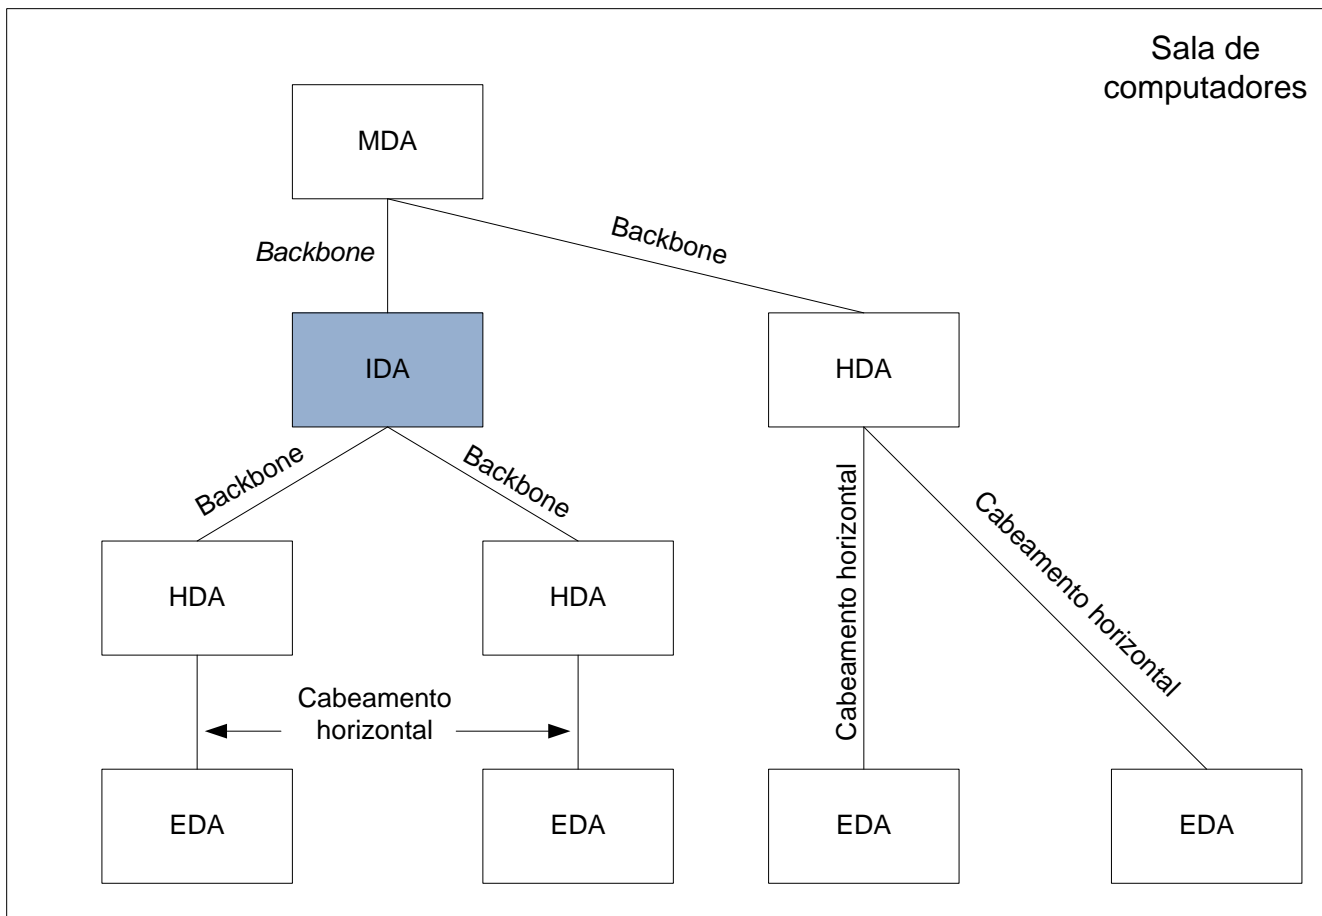 Sala de
computadores
MDA
Backbone
Backbone
IDA
HDA
Backbone
Backbone
Cabeamento horizontal
Cabeamento horizontal
HDA
HDA
Cabeamento
horizontal
EDA
EDA
EDA
EDA